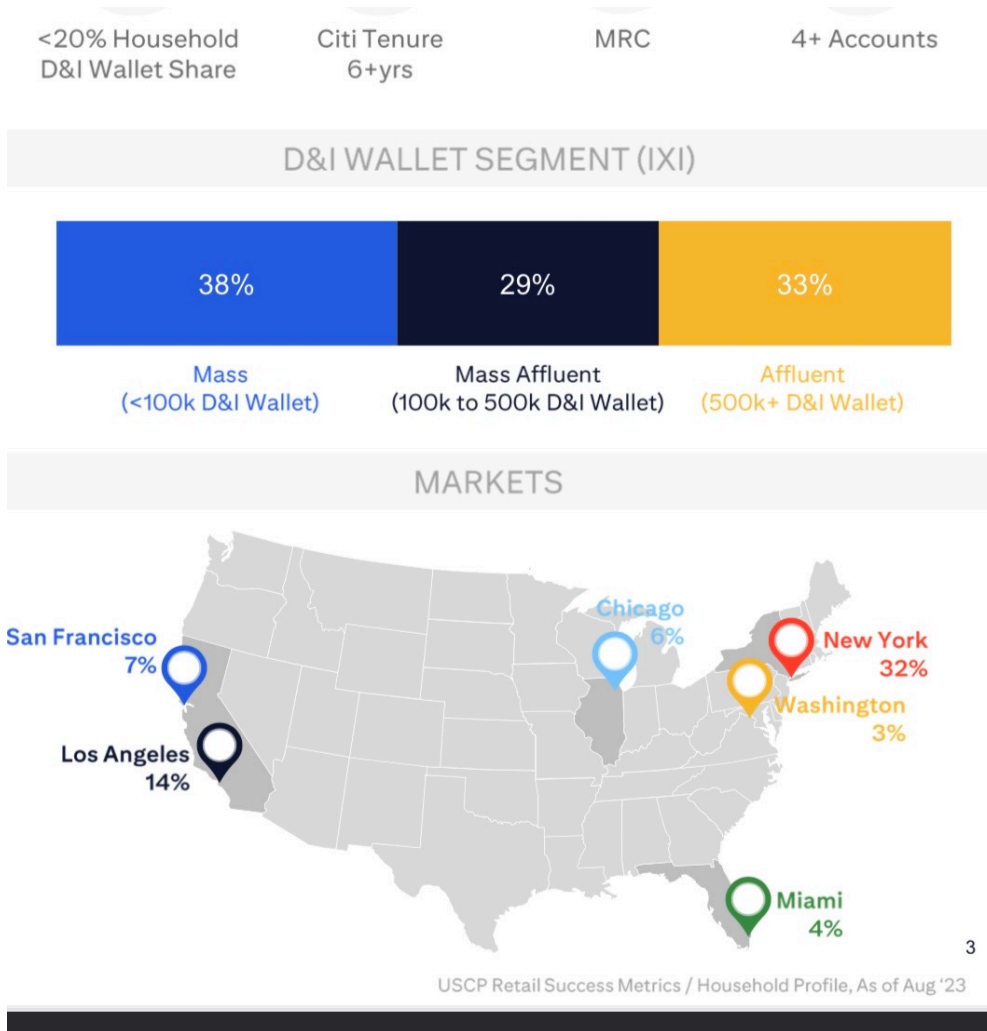 <20% Household
D&I Wallet Share
Citi Tenure
6+yrs
MRC
4+ Accounts
D&I WALLET SEGMENT (IXI)
38%
29%
33%
Mass
(<100k D&I Wallet)
Mass Affluent
(100k to 500k D&I Wallet)
Affluent
(500k+ D&I Wallet)
MARKETS
San Francisco
7%
Los Angeles
14%
Chicago
6%
New York
32%
Washington
3%
Miami
4%
3
USCP Retail Success Metrics / Household Profile, As of Aug ‘23